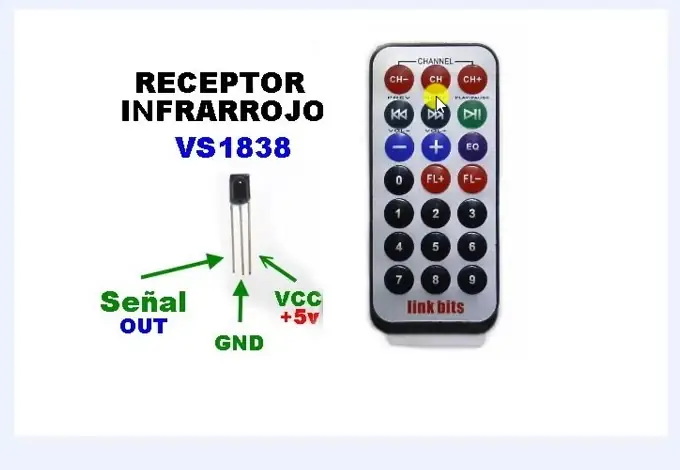 RECEPTOR
INFRARROJO
VS1838
Señal
OUT
GND
VCC
+5v
CHANNEL
CH- CH CH+
PREV PLAY/PAUSE
VOL- VOL+
EQ
0 FL+ FL-
1 2 3
4 5 6
7 8 9
link bits